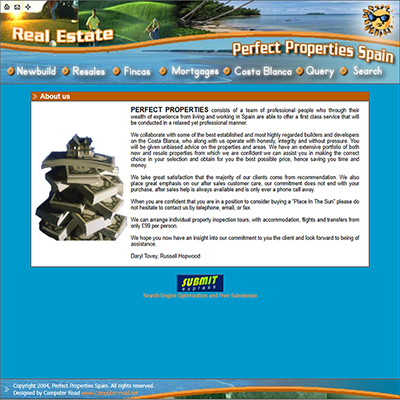 Real Estate
Perfect Properties Spain
Newbuild Resales Fincas Mortgages Costa Blanca Query Search
About us
PERFECT PROPERTIES consists of a team of professional people who through their
wealth of experience from living and working in Spain are able to offer a first class service that will
be conducted in a relaxed yet professional manner.
We collaborate with some of the best established and most highly regarded builders and developers
on the Costa Blanca, who along with us operate with honesty, integrity and without pressure. You
will be given unbiased advice on the properties and areas. We have an extensive portfolio of both
new and resale properties from which we are confident we can assist you in making the correct
choice in your selection and obtain for you the best possible price, hence saving you time and
money.
We take great satisfaction that the majority of our clients come from recommendation. We also
place great emphasis on our after sales customer care, our commitment does not end with your
purchase, after sales help is always available and is only ever a phone call away.
When you are confident that you are in a position to consider buying a "Place In The Sun" please do
not hesitate to contact us by telephone, email, or fax.
We can arrange individual property inspection tours, with accommodation, flights and transfers from
only £99 per person.
We hope you now have an insight into our commitment to you the client and look forward to being of
assistance.
Daryl Tovey, Russell Hopwood
SUBMIT
express
Search Engine Optimization and Free Submission
Copyright 2004, Perfect Properties Spain. All rights reserved.
Designed by Computer Road www.computer-road.net